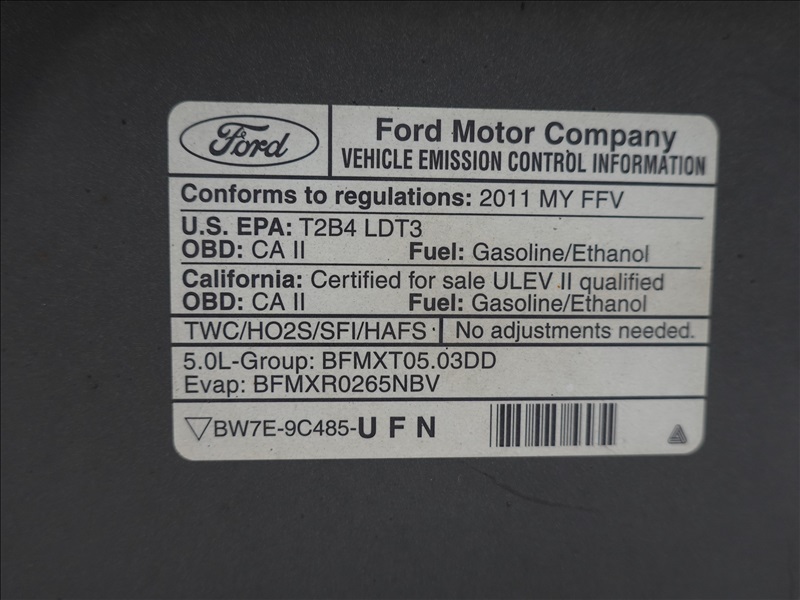 Ford
Ford Motor Company
VEHICLE EMISSION CONTROL INFORMATION
Conforms to regulations: 2011 MY FFV
U.S. EPA: T2B4 LDT3
OBD: CA II Fuel: Gasoline/Ethanol
California: Certified for sale ULEV II qualified
OBD: CA II Fuel: Gasoline/Ethanol
TWC/HO2S/SFI/HAFS No adjustments needed.
5.0L-Group: BFMXT05.03DD
Evap: BFMXR0265NBV
BW7E-9C485-U F N